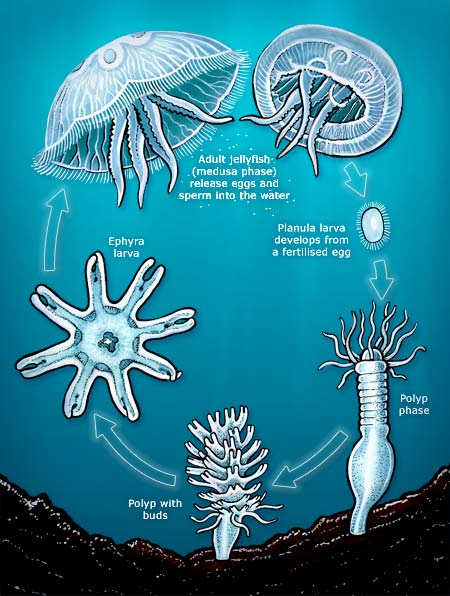 Adult jellyfish
(medusa phase)
release eggs and
sperm into the water
Planula larva
develops from
a fertilised egg
Ephyra
larva
Polyp
phase
Polyp with
buds